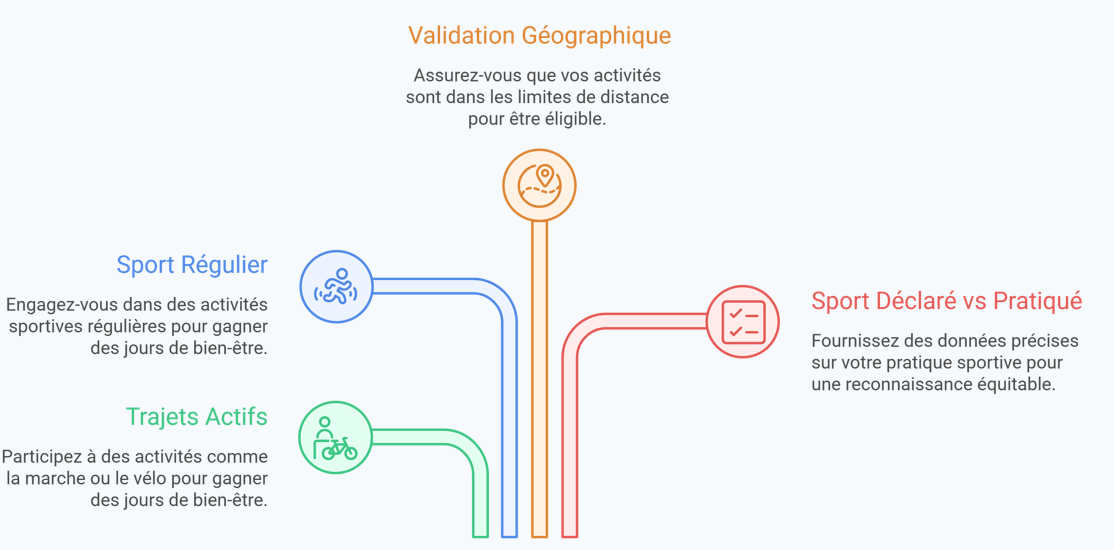 Validation Géographique
Assurez-vous que vos activités
sont dans les limites de distance
pour être éligible.
Sport Régulier
Engagez-vous dans des activités
sportives régulières pour gagner
des jours de bien-être.
Sport Déclaré vs Pratiqué
Fournissez des données précises
sur votre pratique sportive pour
une reconnaissance équitable.
Trajets Actifs
Participez à des activités comme
la marche ou le vélo pour gagner
des jours de bien-être.